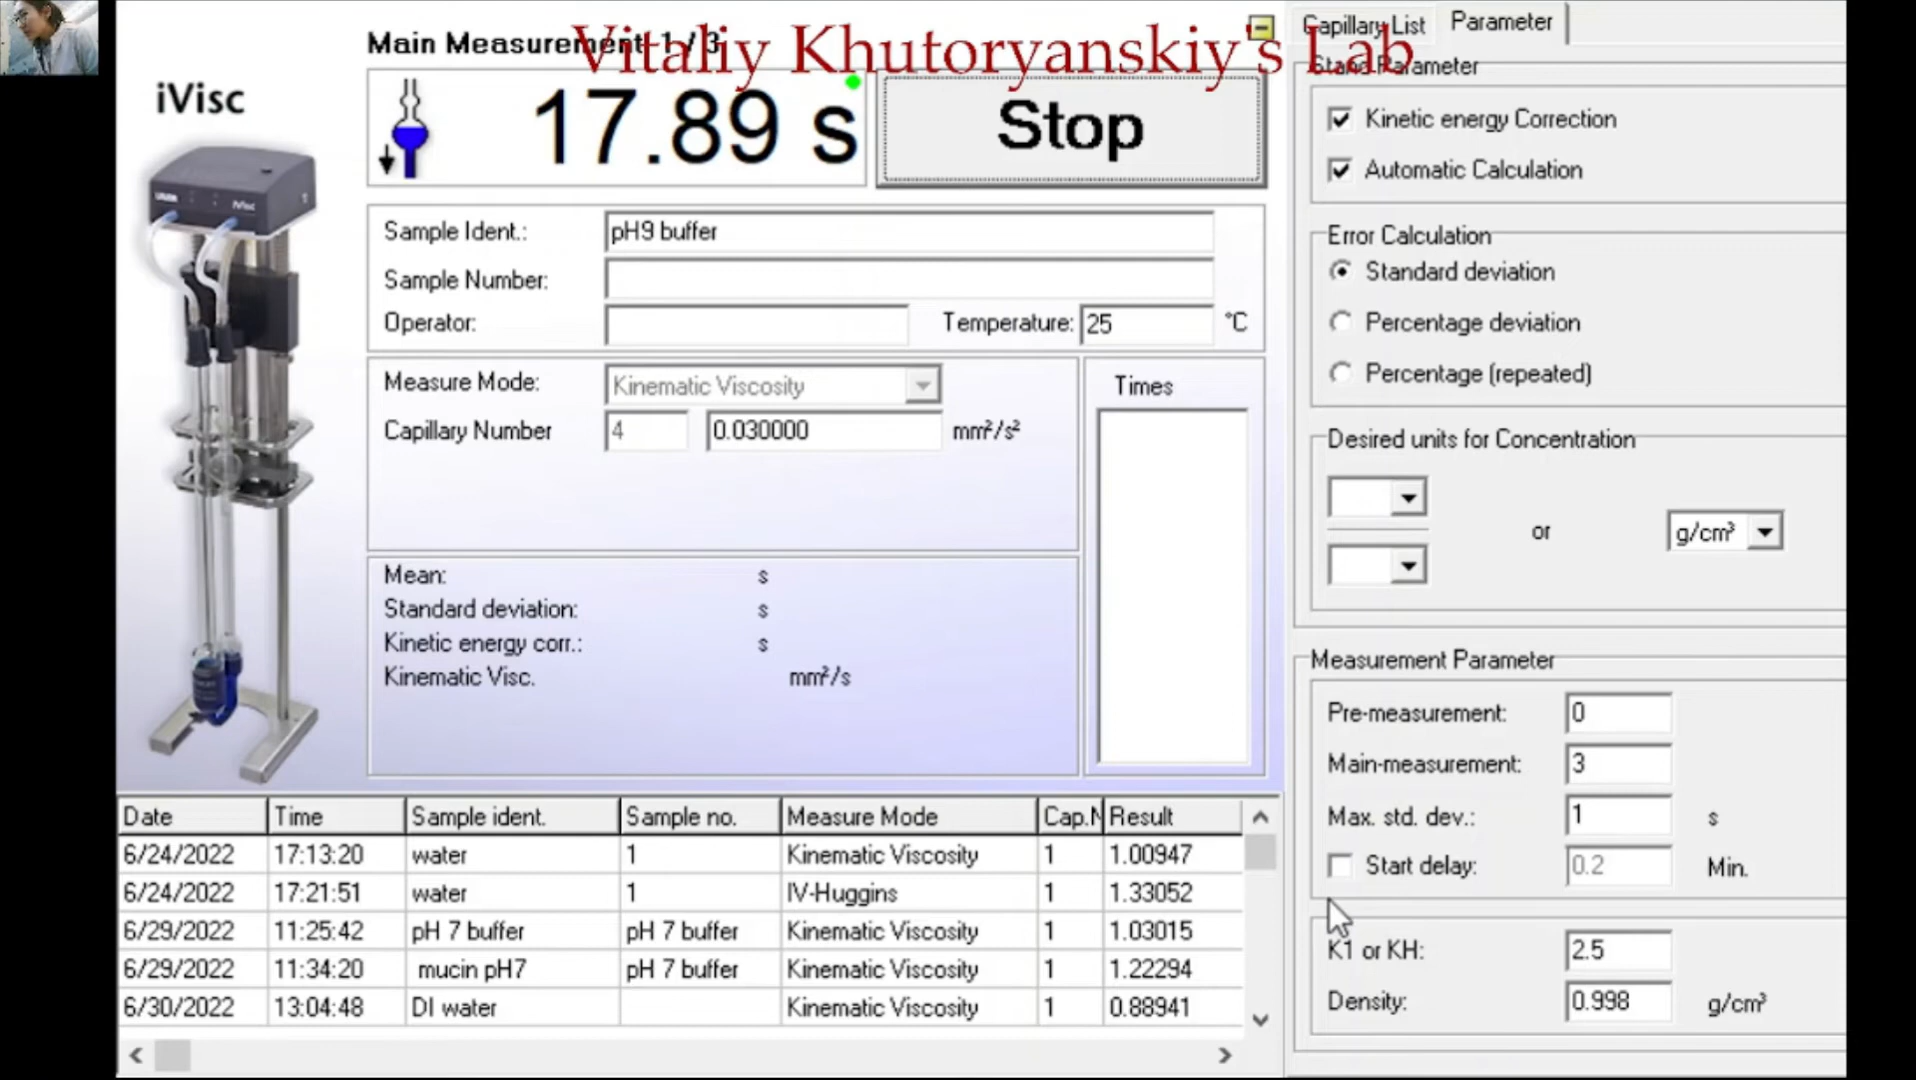 Vitaliy Khutoryanskiy's Lab
Main Measurement 1 / 3
iVisc
17.89 s
Stop
Sample Ident.: pH9 buffer
Sample Number:
Operator: Temperature: 25 °C
Measure Mode: Kinematic Viscosity
Capillary Number 4 0.030000 mm²/s²
Times
Mean: s
Standard deviation: s
Kinetic energy corr.: s
Kinematic Visc. mm²/s
Date Time Sample ident. Sample no. Measure Mode Cap.N Result
6/24/2022 17:13:20 water 1 Kinematic Viscosity 1 1.00947
6/24/2022 17:21:51 water 1 IV-Huggins 1 1.33052
6/29/2022 11:25:42 pH 7 buffer pH 7 buffer Kinematic Viscosity 1 1.03015
6/29/2022 11:34:20 mucin pH7 pH 7 buffer Kinematic Viscosity 1 1.22294
6/30/2022 13:04:48 DI water Kinematic Viscosity 1 0.88941
Capillary List Parameter
Stand Parameter
Kinetic energy Correction
Automatic Calculation
Error Calculation
Standard deviation
Percentage deviation
Percentage (repeated)
Desired units for Concentration
or g/cm³
Measurement Parameter
Pre-measurement: 0
Main-measurement: 3
Max. std. dev.: 1 s
Start delay: 0.2 Min.
K1 or KH: 2.5
Density: 0.998 g/cm³